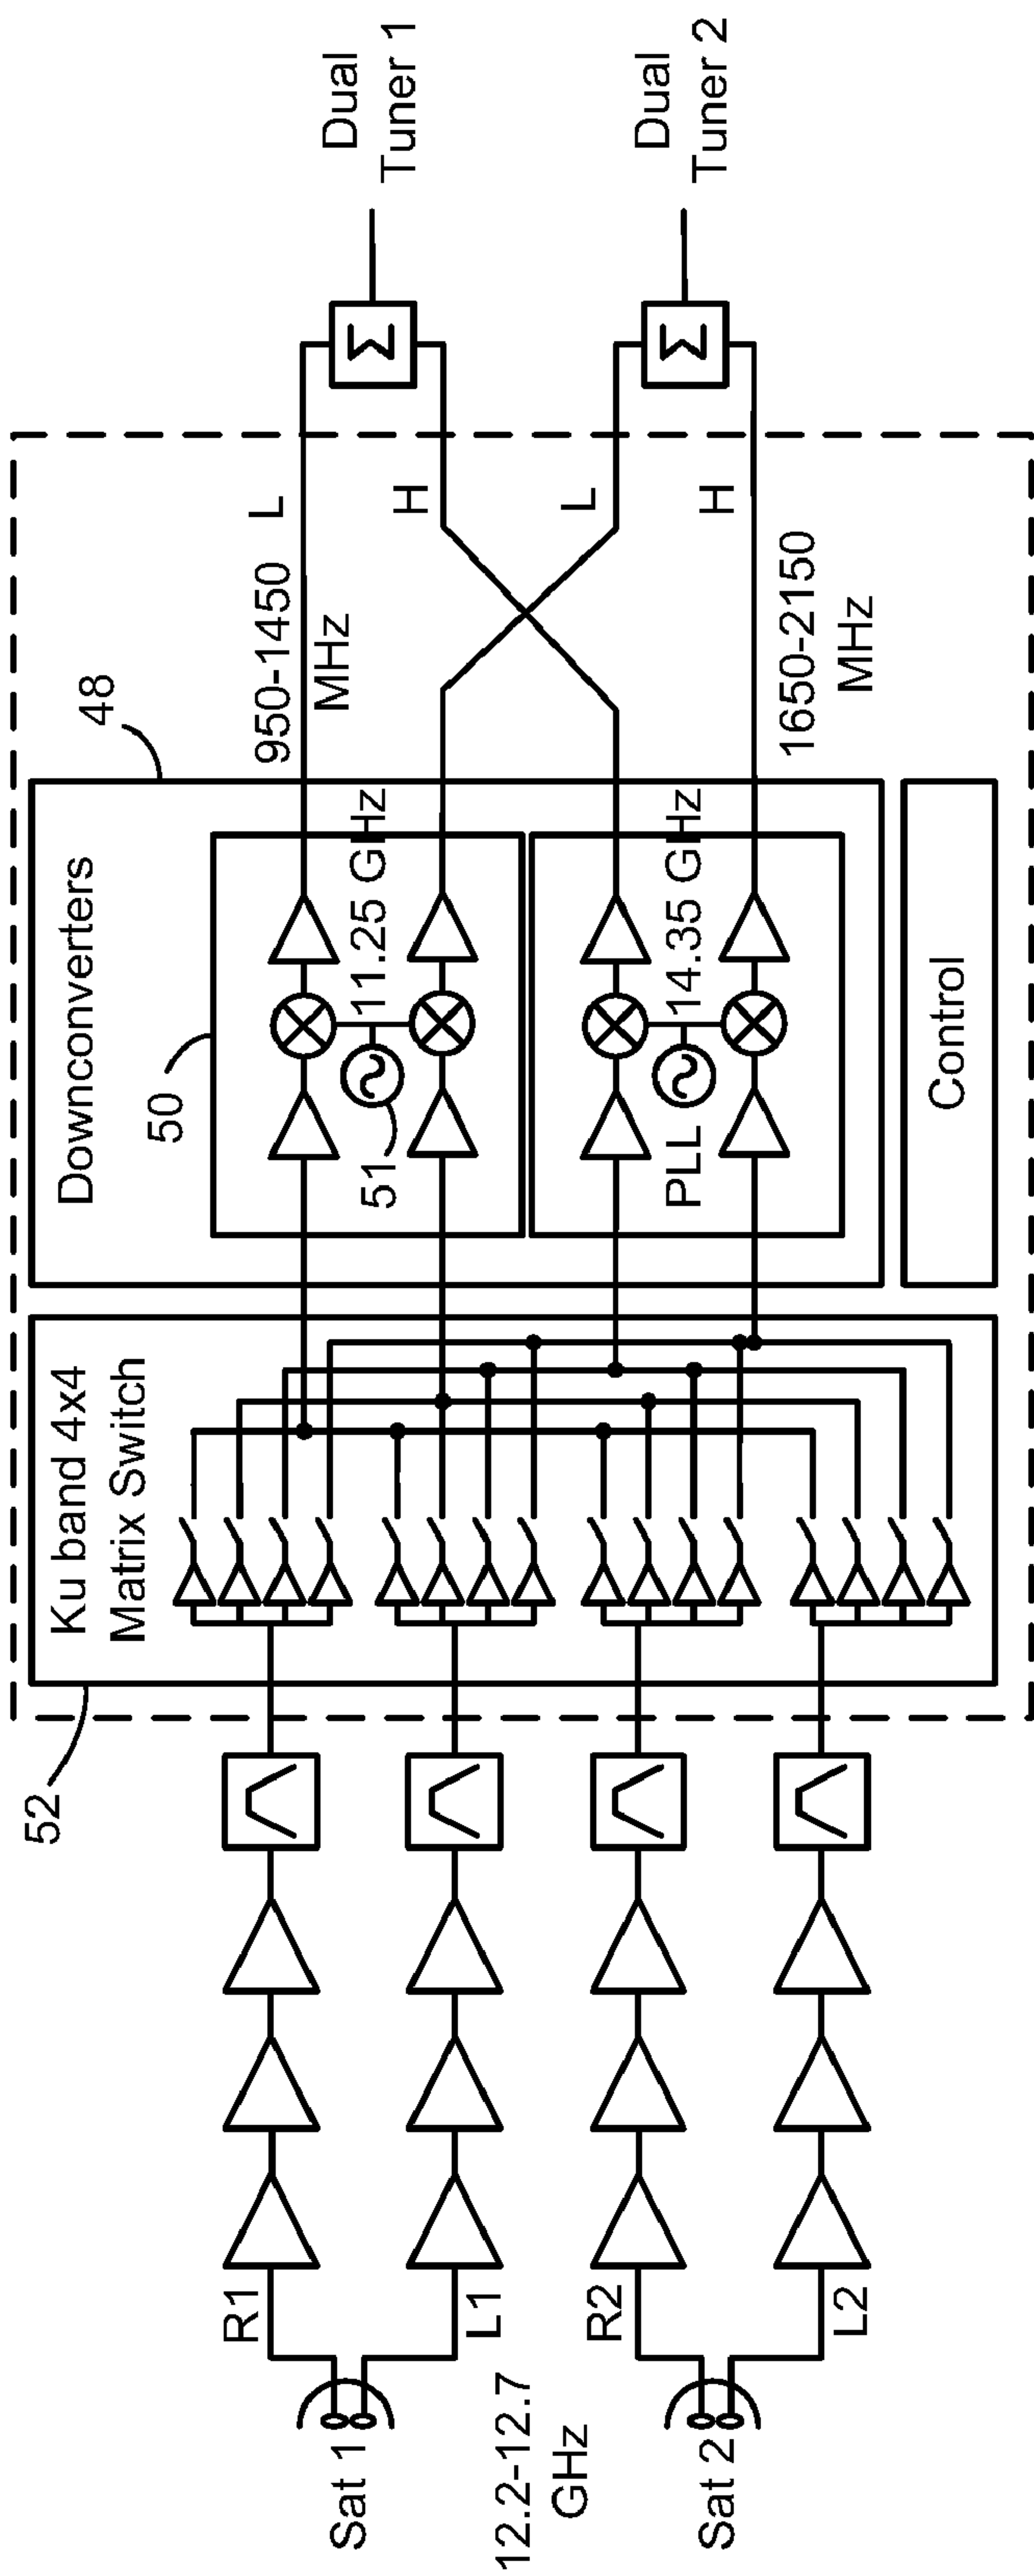 Sat 1
12.2-12.7
GHz
Sat 2
R1
L1
R2
L2
52
Ku band 4x4
Matrix Switch
Downconverters
48
50
51
11.25 GHz
PLL
14.35 GHz
Control
950-1450
MHz
L
H
L
H
1650-2150
MHz
Σ
Σ
Dual
Tuner 1
Dual
Tuner 2